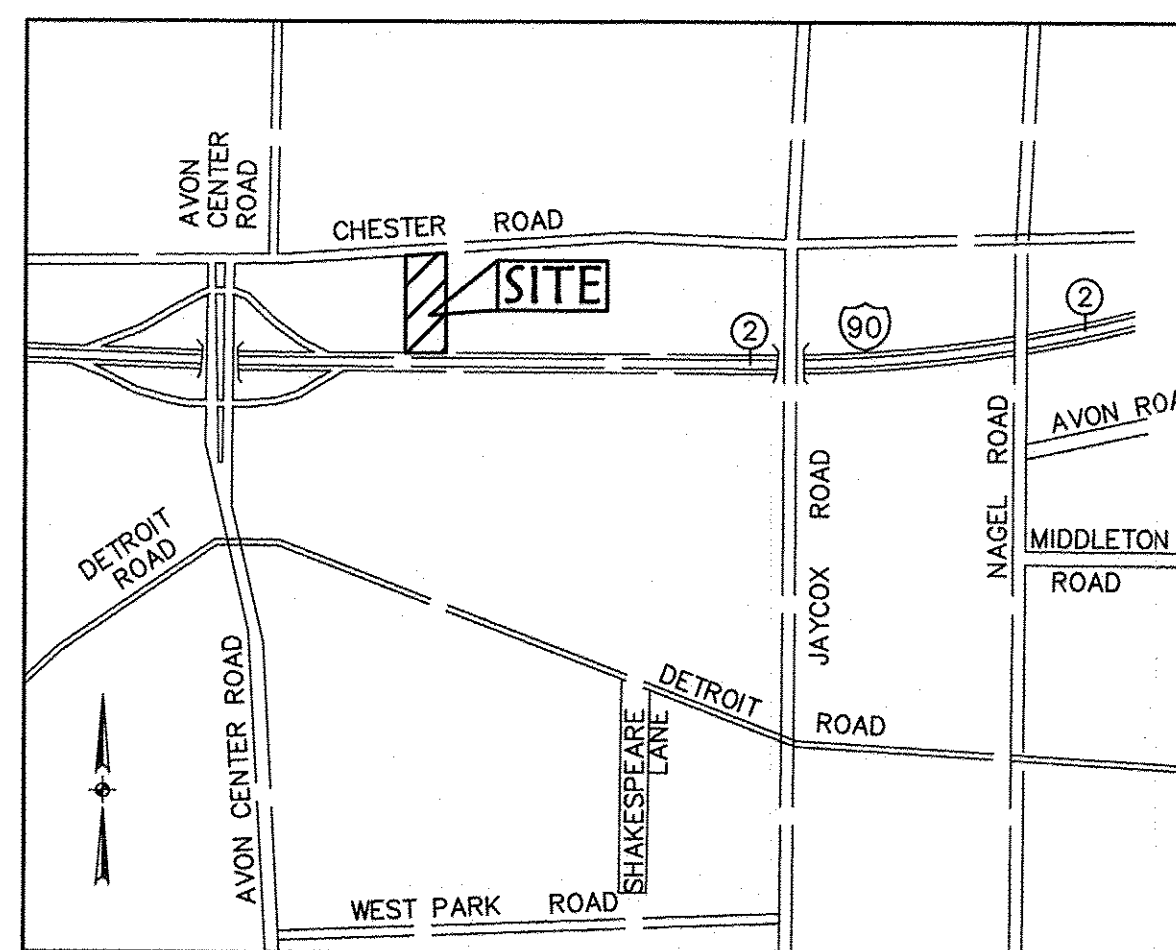 AVON
CENTER
ROAD
CHESTER ROAD
SITE
2
90
2
AVON ROA
NAGEL ROAD
JAYCOX ROAD
MIDDLETON
ROAD
DETROIT
ROAD
AVON CENTER ROAD
DETROIT ROAD
SHAKESPEARE
LANE
WEST PARK ROAD